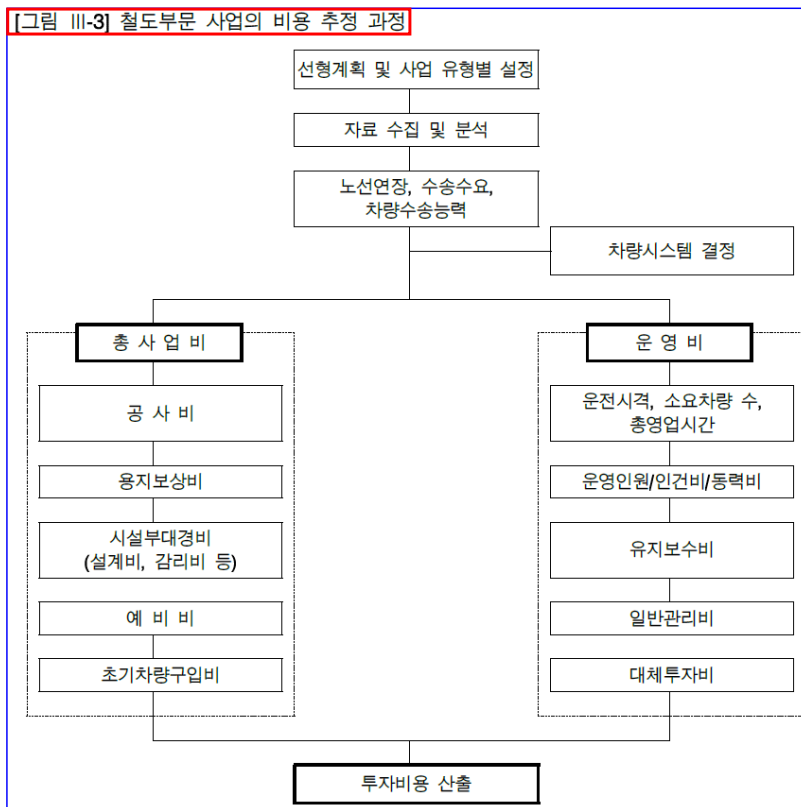 [그림 Ⅲ-3] 철도부문 사업의 비용 추정 과정
선형계획 및 사업 유형별 설정
자료 수집 및 분석
노선연장, 수송수요,
차량수송능력
차량시스템 결정
총 사 업 비
공 사 비
용지보상비
시설부대경비
(설계비, 감리비 등)
예 비 비
초기차량구입비
운 영 비
운전시격, 소요차량 수,
총영업시간
운영인원/인건비/동력비
유지보수비
일반관리비
대체투자비
투자비용 산출